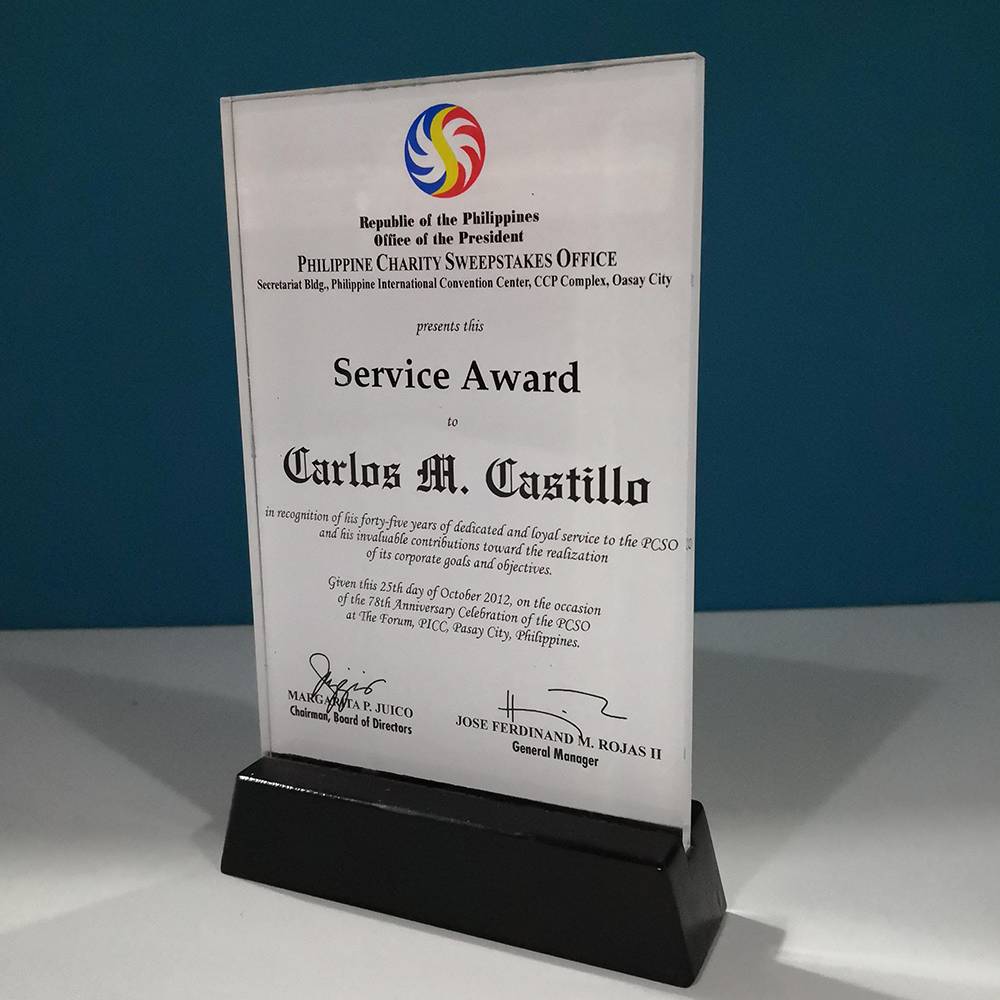 Republic of the Philippines
Office of the President
PHILIPPINE CHARITY SWEEPSTAKES OFFICE
Secretariat Bldg., Philippine International Convention Center, CCP Complex, Oasay City
presents this
Service Award
to
Carlos M. Castillo
in recognition of his forty-five years of dedicated and loyal service to the PCSO
and his invaluable contributions toward the realization
of its corporate goals and objectives.
Given this 25th day of October 2012, on the occasion
of the 78th Anniversary Celebration of the PCSO
at The Forum, PICC, Pasay City, Philippines.
MARGARITA P. JUICO
Chairman, Board of Directors
JOSE FERDINAND M. ROJAS II
General Manager